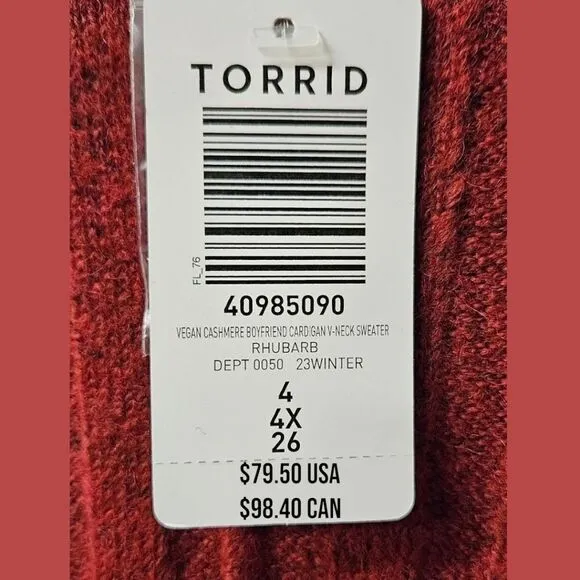 TORRID
FL_76
40985090
VEGAN CASHMERE BOYFRIEND CARDIGAN V-NECK SWEATER
RHUBARB
DEPT 0050 23WINTER
4
4X
26
$79.50 USA
$98.40 CAN